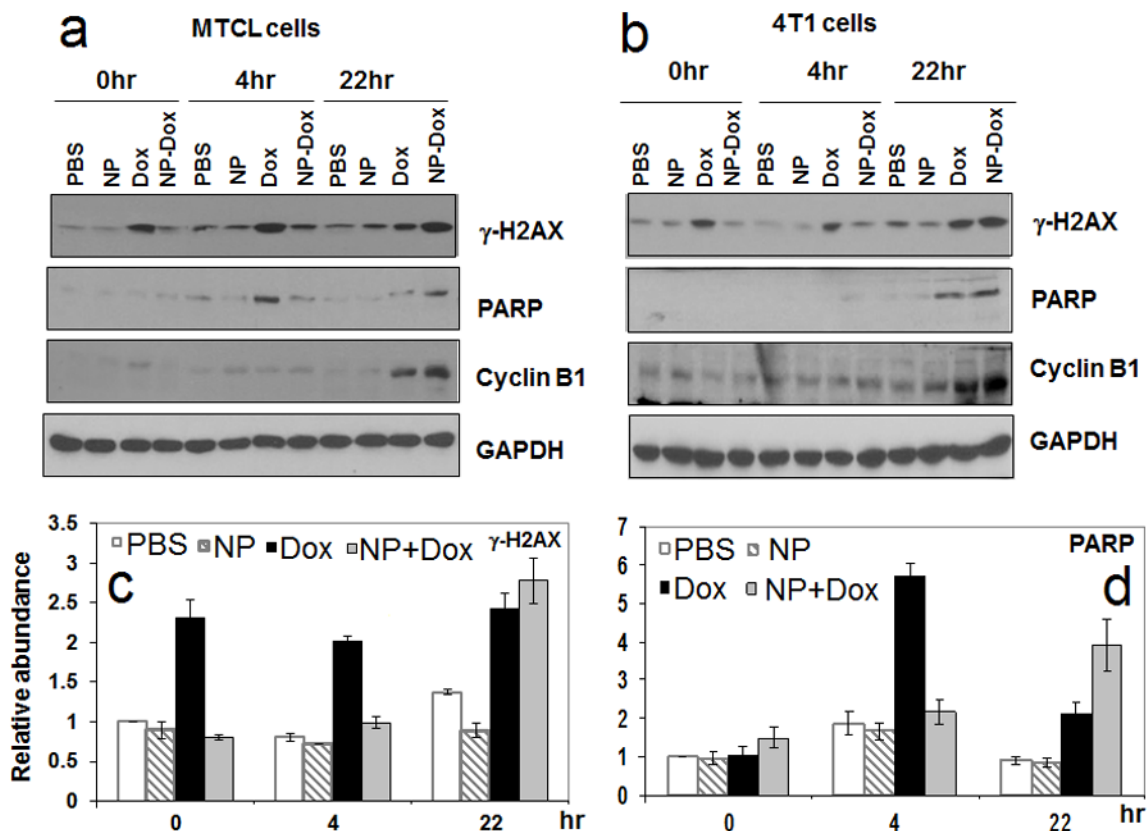 a
MTCL cells
0hr 4hr 22hr
PBS NP Dox NP-Dox PBS NP Dox NP-Dox PBS NP Dox NP-Dox
γ-H2AX
PARP
Cyclin B1
GAPDH
b
4T1 cells
0hr 4hr 22hr
PBS NP Dox NP-Dox PBS NP Dox NP-Dox PBS NP Dox NP-Dox
γ-H2AX
PARP
Cyclin B1
GAPDH
c
γ-H2AX
PBS NP Dox NP+Dox
Relative abundance
3.5
3
2.5
2
1.5
1
0.5
0
0 4 22 hr
d
PARP
PBS NP
Dox NP+Dox
7
6
5
4
3
2
1
0
0 4 22 hr